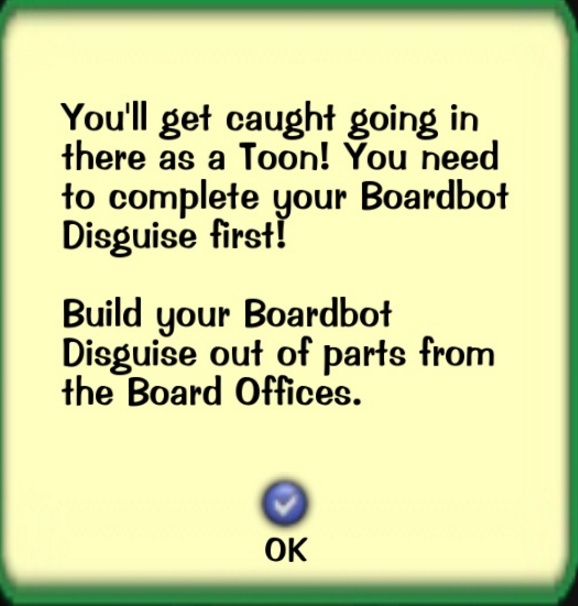 You'll get caught going in
there as a Toon! You need
to complete your Boardbot
Disguise first!
Build your Boardbot
Disguise out of parts from
the Board Offices.
OK